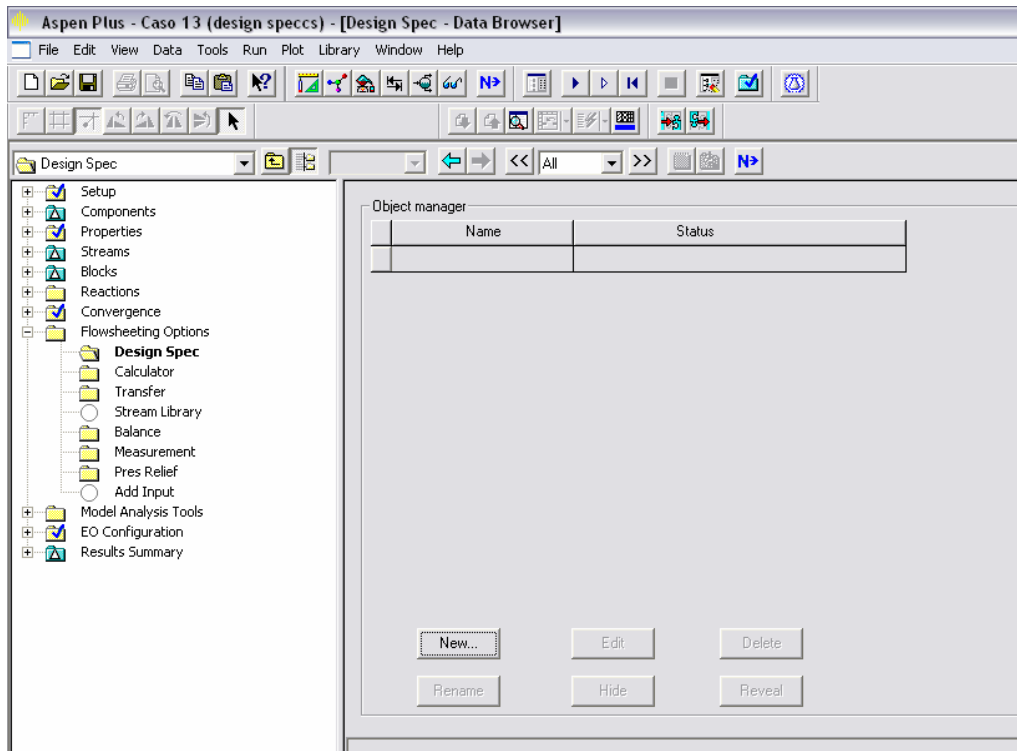 Aspen Plus - Caso 13 (design speccs) - [Design Spec - Data Browser]
File Edit View Data Tools Run Plot Library Window Help
N>
Design Spec << All >> N>
Setup
Components
Properties
Streams
Blocks
Reactions
Convergence
Flowsheeting Options
Design Spec
Calculator
Transfer
Stream Library
Balance
Measurement
Pres Relief
Add Input
Model Analysis Tools
EO Configuration
Results Summary
Object manager
Name Status
New... Edit Delete
Rename Hide Reveal